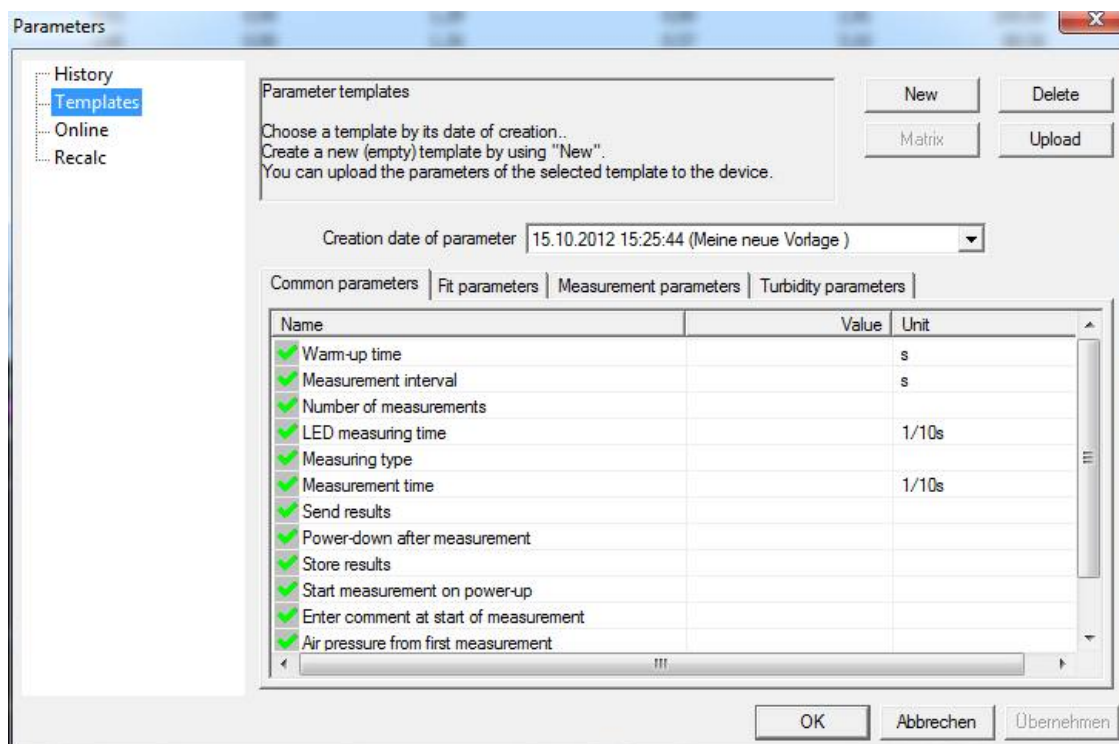 Parameters
History
Templates
Online
Recalc
Parameter templates
Choose a template by its date of creation..
Create a new (empty) template by using "New".
You can upload the parameters of the selected template to the device.
New
Delete
Matrix
Upload
Creation date of parameter 15.10.2012 15:25:44 (Meine neue Vorlage )
Common parameters Fit parameters Measurement parameters Turbidity parameters
Name Value Unit
Warm-up time s
Measurement interval s
Number of measurements
LED measuring time 1/10s
Measuring type
Measurement time 1/10s
Send results
Power-down after measurement
Store results
Start measurement on power-up
Enter comment at start of measurement
Air pressure from first measurement
OK Abbrechen Übernehmen